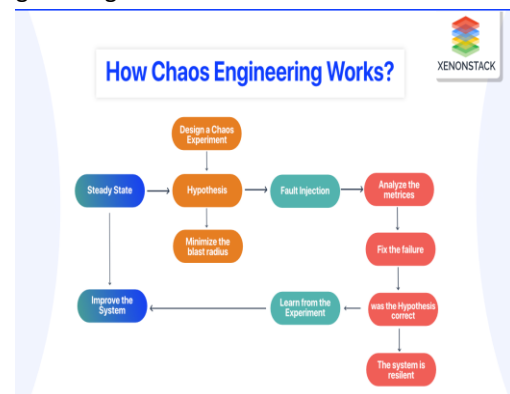 XENONSTACK
How Chaos Engineering Works?
Design a Chaos
Experiment
Steady State
Hypothesis
Fault Injection
Analyze the
metrices
Minimize the
blast radius
Fix the failure
Improve the
System
Learn from the
Experiment
was the Hypothesis
correct
The system is
resilent